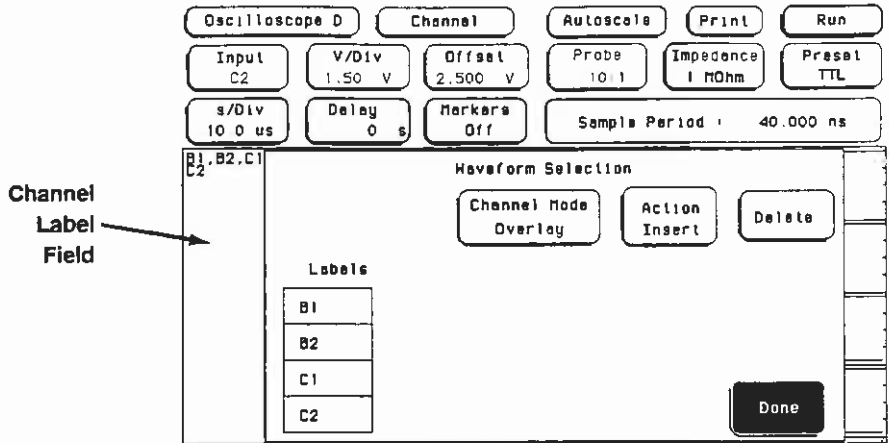 Oscilloscope D Channel Autoscale Print Run
Input V/Div Offset Probe Impedance Preset
C2 1.50 V 2.500 V 10:1 1 MOhm TTL
s/Div Delay Markers Sample Period : 40.000 ns
10.0 us 0 s Off
B1,B2,C1
C2
Waveform Selection
Channel
Label
Field
Channel Mode Action Delete
Overlay Insert
Labels
B1
B2
C1
C2
Done